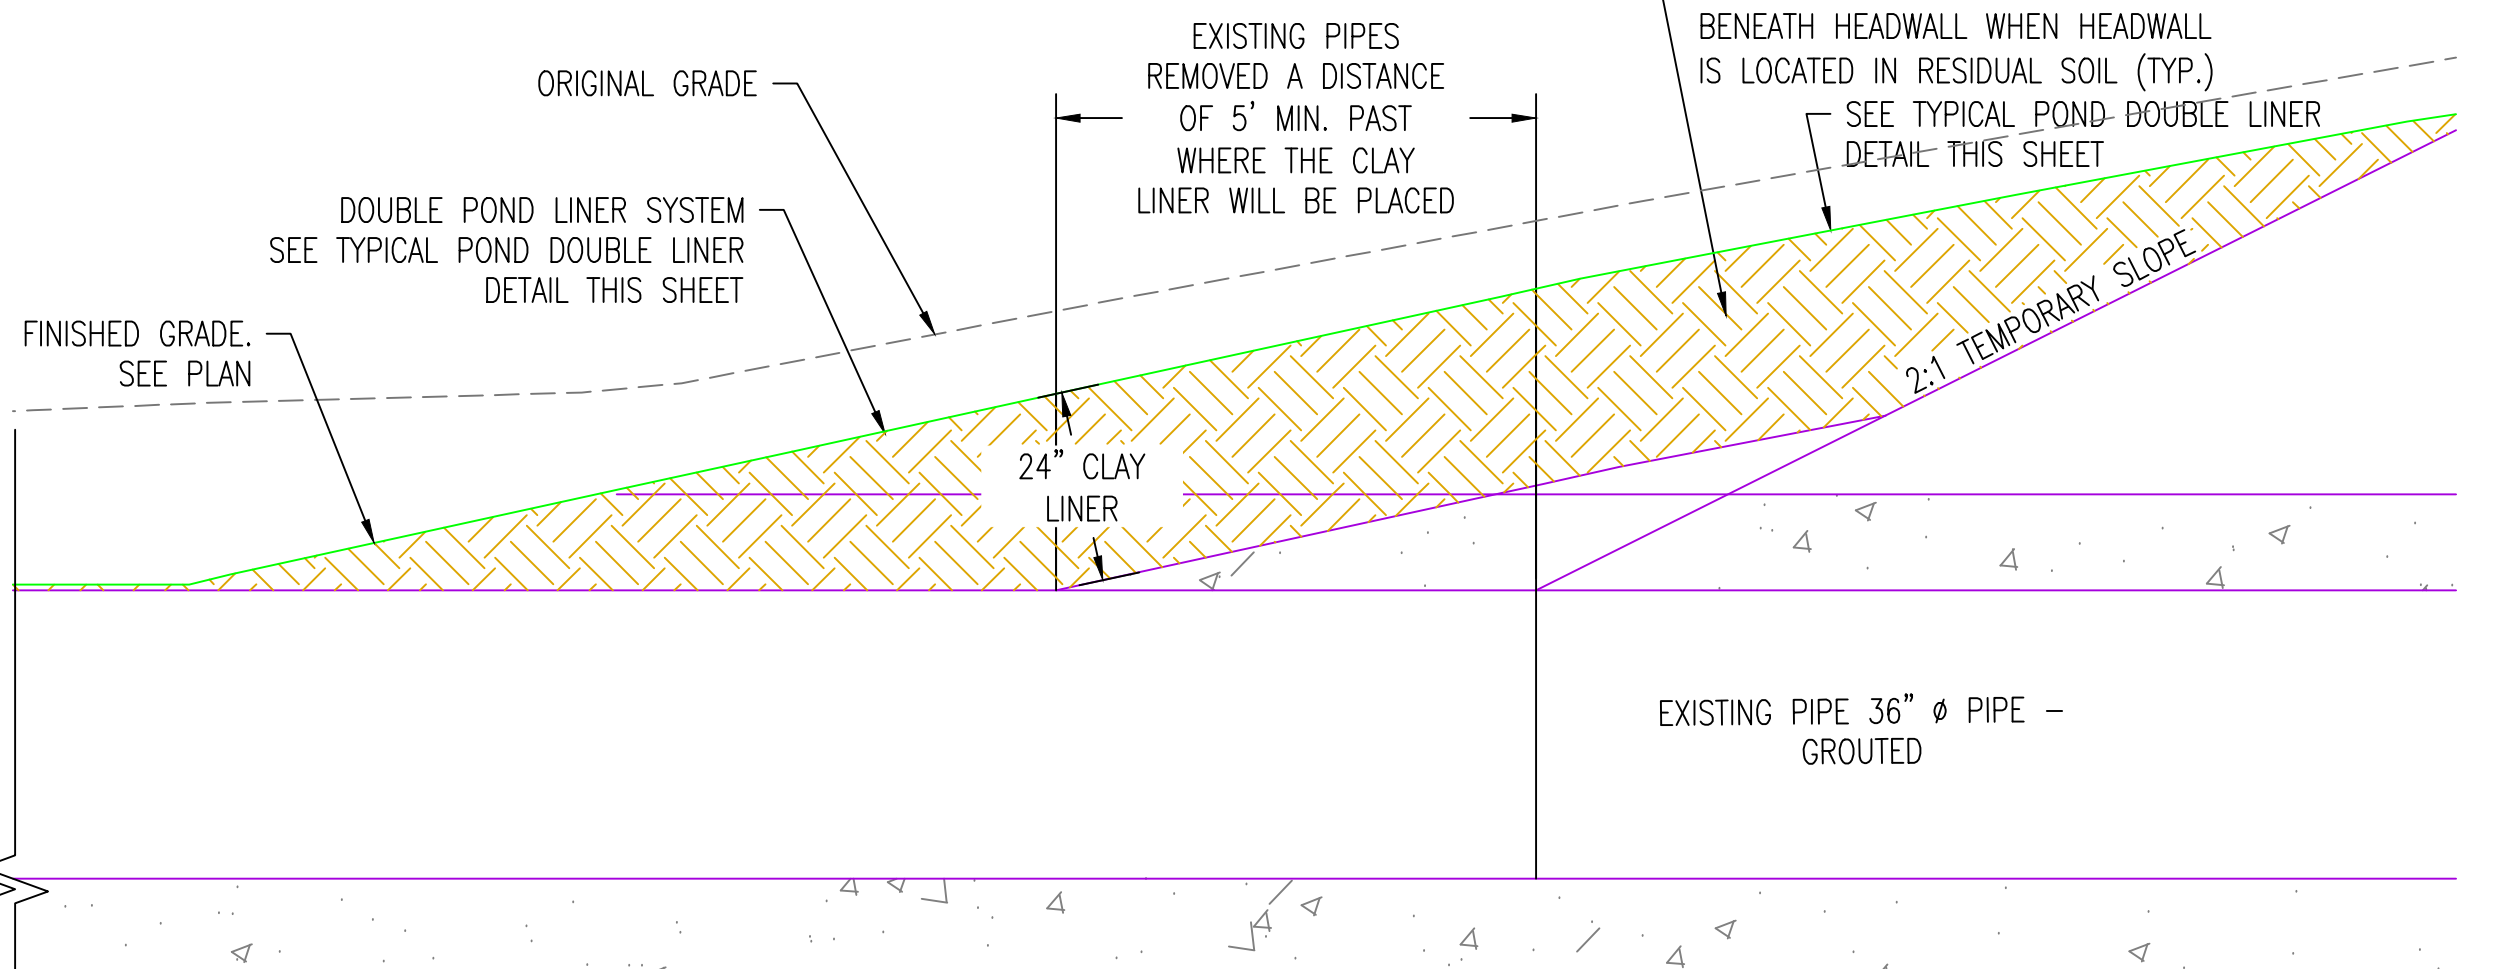 EXISTING PIPES
REMOVED A DISTANCE
OF 5' MIN. PAST
WHERE THE CLAY
LINER WILL BE PLACED
BENEATH HEADWALL WHEN HEADWALL
IS LOCATED IN RESIDUAL SOIL (TYP.)
SEE TYPICAL POND DOUBLE LINER
DETAIL THIS SHEET
ORIGINAL GRADE
DOUBLE POND LINER SYSTEM
SEE TYPICAL POND DOUBLE LINER
DETAIL THIS SHEET
FINISHED GRADE.
SEE PLAN
2:1 TEMPORARY SLOPE
24" CLAY
LINER
EXISTING PIPE 36" ø PIPE –
GROUTED